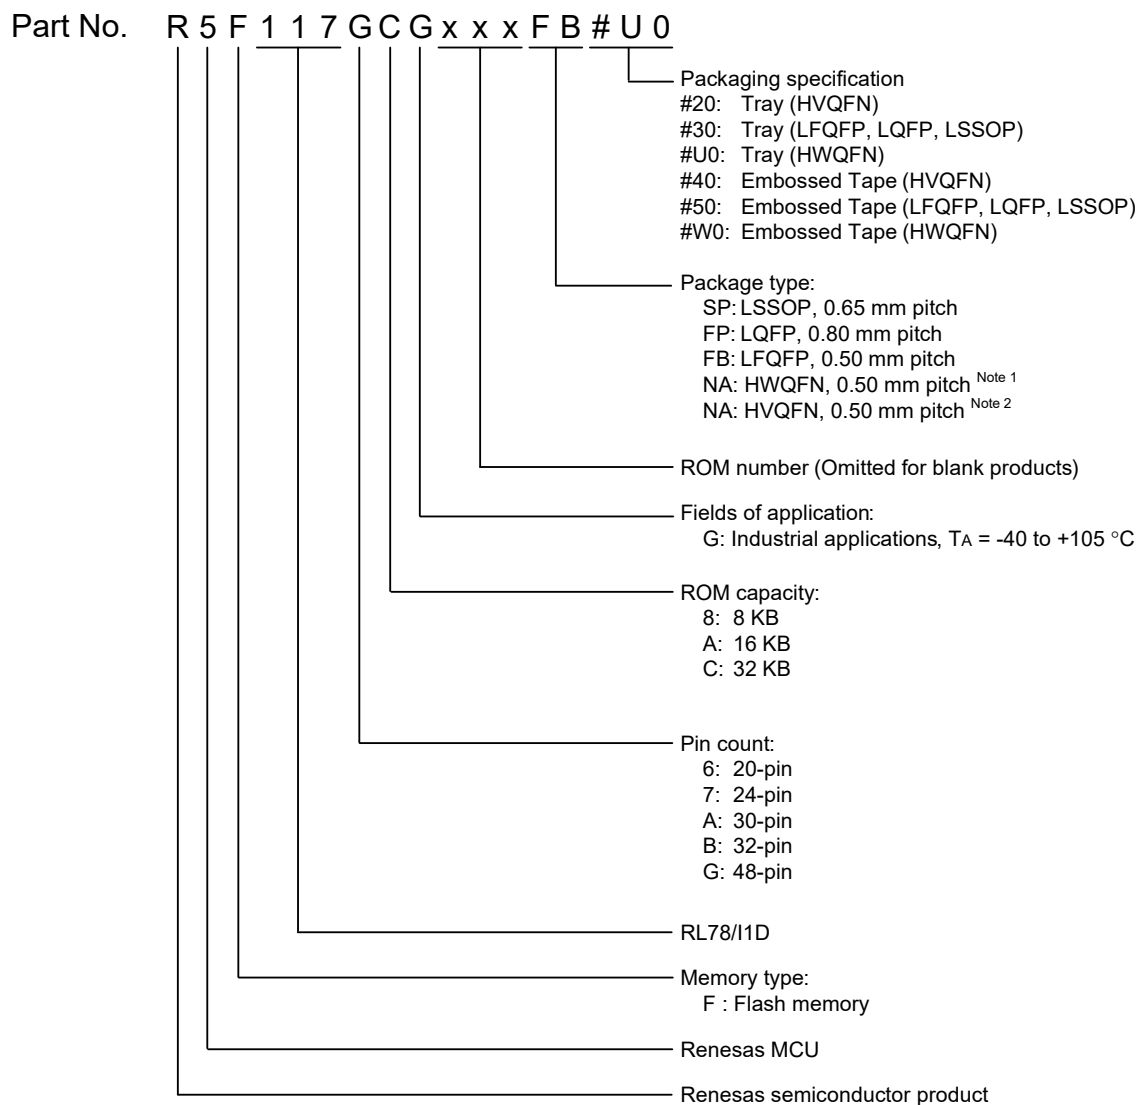 Part No. R 5 F 1 1 7 G C G x x x F B # U 0
Packaging specification
#20: Tray (HVQFN)
#30: Tray (LFQFP, LQFP, LSSOP)
#U0: Tray (HWQFN)
#40: Embossed Tape (HVQFN)
#50: Embossed Tape (LFQFP, LQFP, LSSOP)
#W0: Embossed Tape (HWQFN)
Package type:
SP: LSSOP, 0.65 mm pitch
FP: LQFP, 0.80 mm pitch
FB: LFQFP, 0.50 mm pitch
NA: HWQFN, 0.50 mm pitch Note 1
NA: HVQFN, 0.50 mm pitch Note 2
ROM number (Omitted for blank products)
Fields of application:
G: Industrial applications, TA = -40 to +105 °C
ROM capacity:
8: 8 KB
A: 16 KB
C: 32 KB
Pin count:
6: 20-pin
7: 24-pin
A: 30-pin
B: 32-pin
G: 48-pin
RL78/I1D
Memory type:
F : Flash memory
Renesas MCU
Renesas semiconductor product